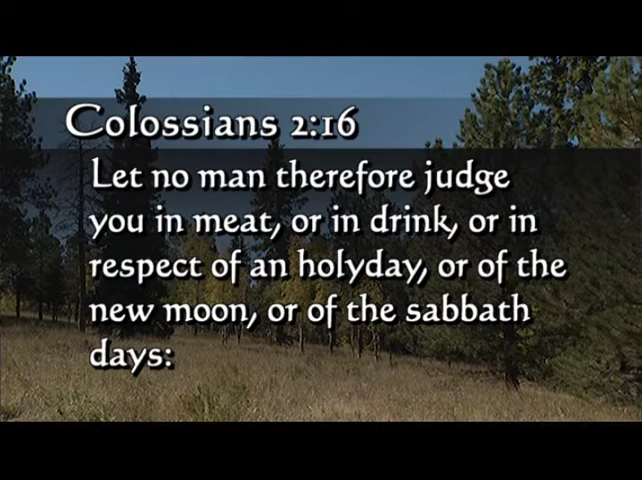 Colossians 2:16
Let no man therefore judge
you in meat, or in drink, or in
respect of an holyday, or of the
new moon, or of the sabbath
days: